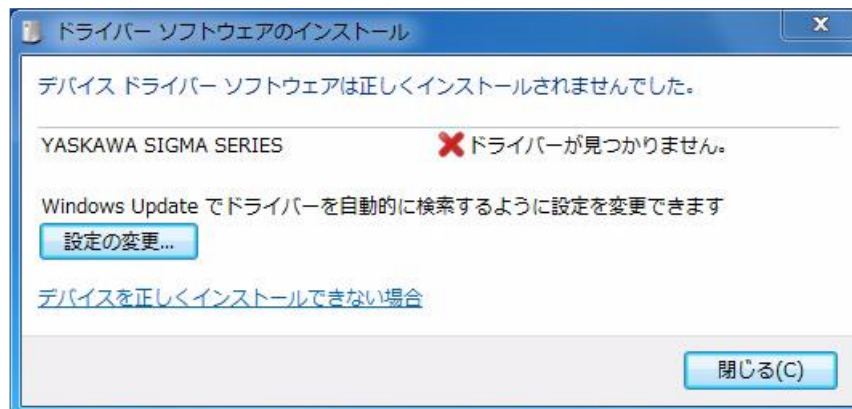 ドライバー ソフトウェアのインストール
デバイス ドライバー ソフトウェアは正しくインストールされませんでした。
YASKAWA SIGMA SERIES ドライバーが見つかりません。
Windows Update でドライバーを自動的に検索するように設定を変更できます
設定の変更...
デバイスを正しくインストールできない場合
閉じる(C)